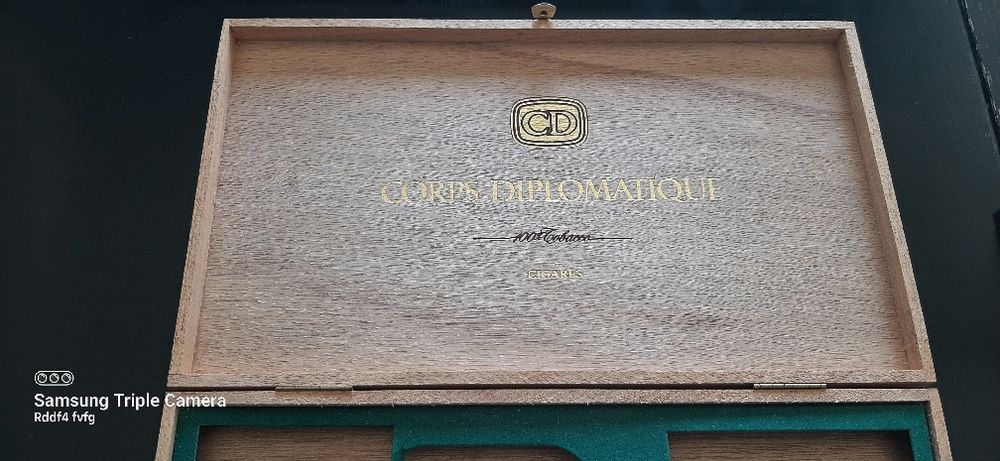 CD
CORPS DIPLOMATIQUE
100% Tobacco
CIGARES
Samsung Triple Camera
Rddf4 fvfg